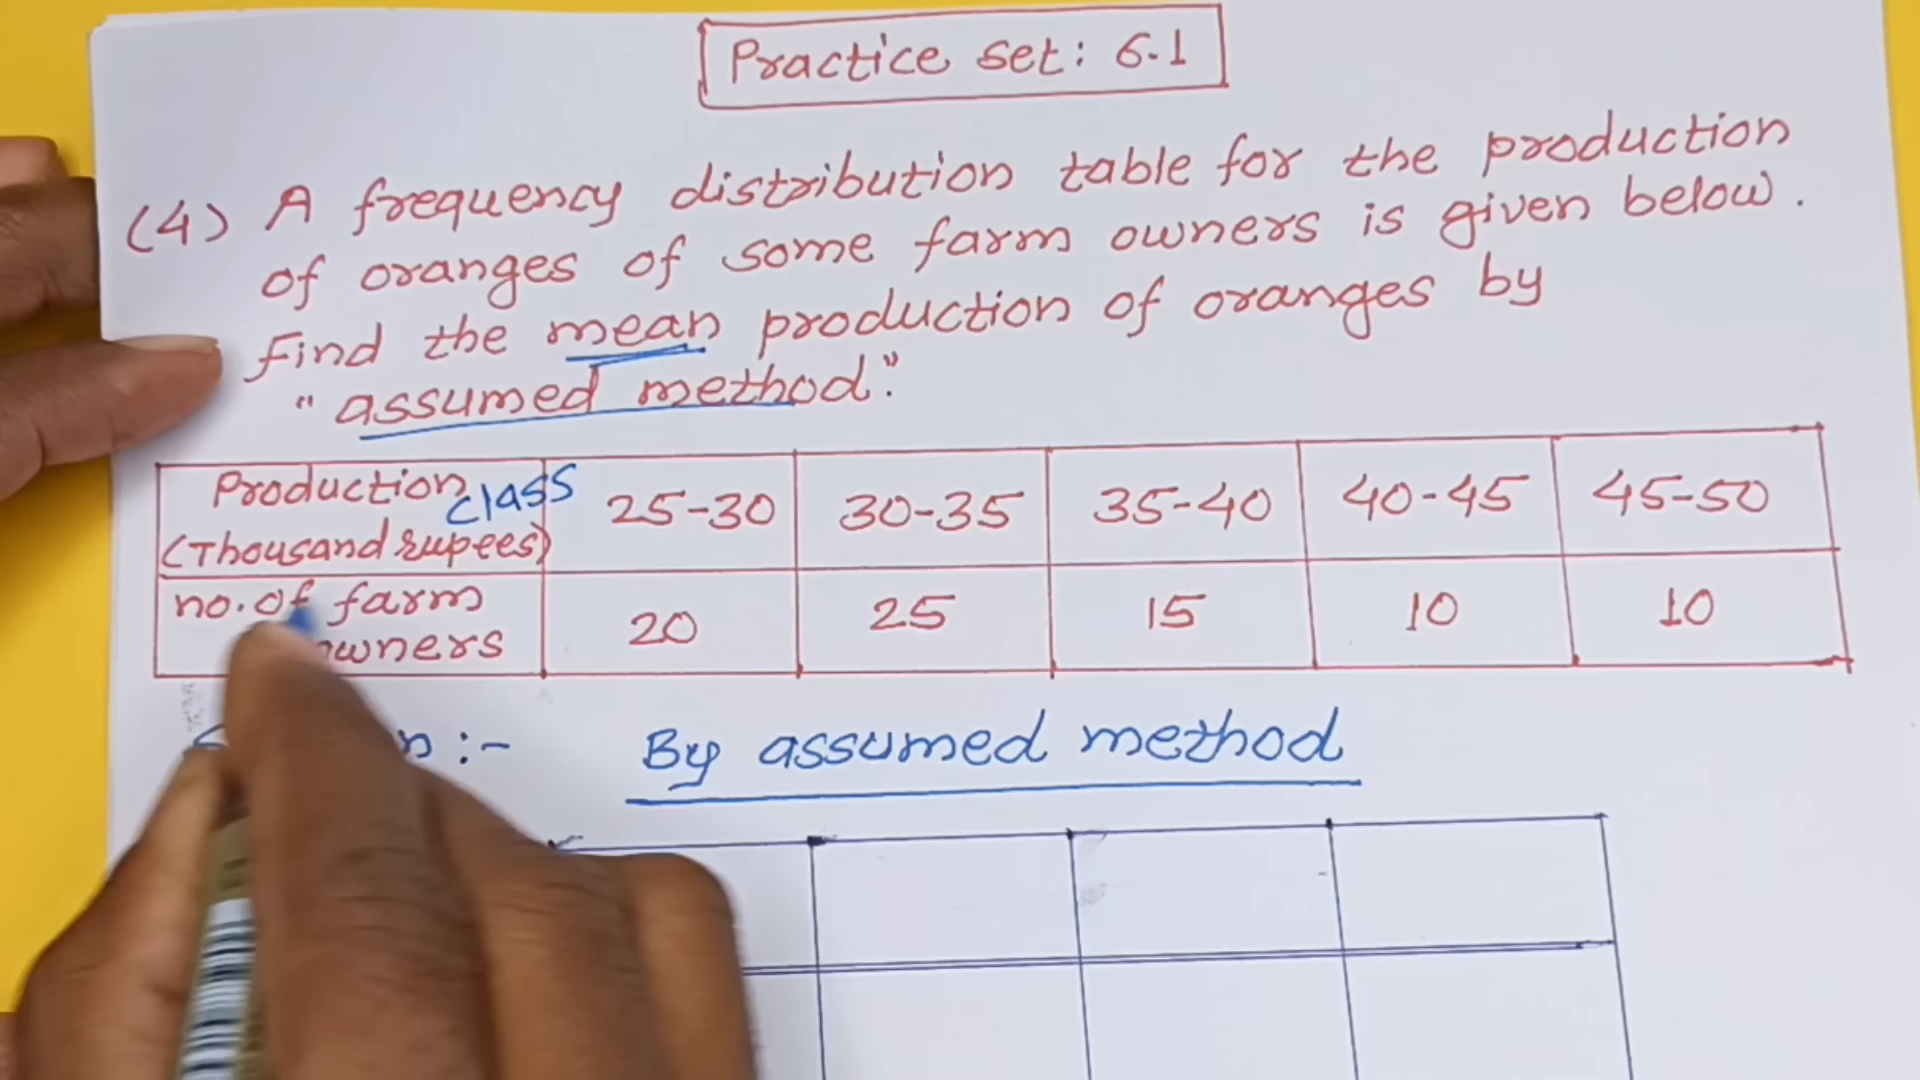 Practice set: 6.1
(4) A frequency distribution table for the production
of oranges of some farm owners is given below.
Find the mean production of oranges by
"assumed method."
Production class 25-30 30-35 35-40 40-45 45-50
(Thousand rupees)
no. of farm 20 25 15 10 10
owners
:- By assumed method